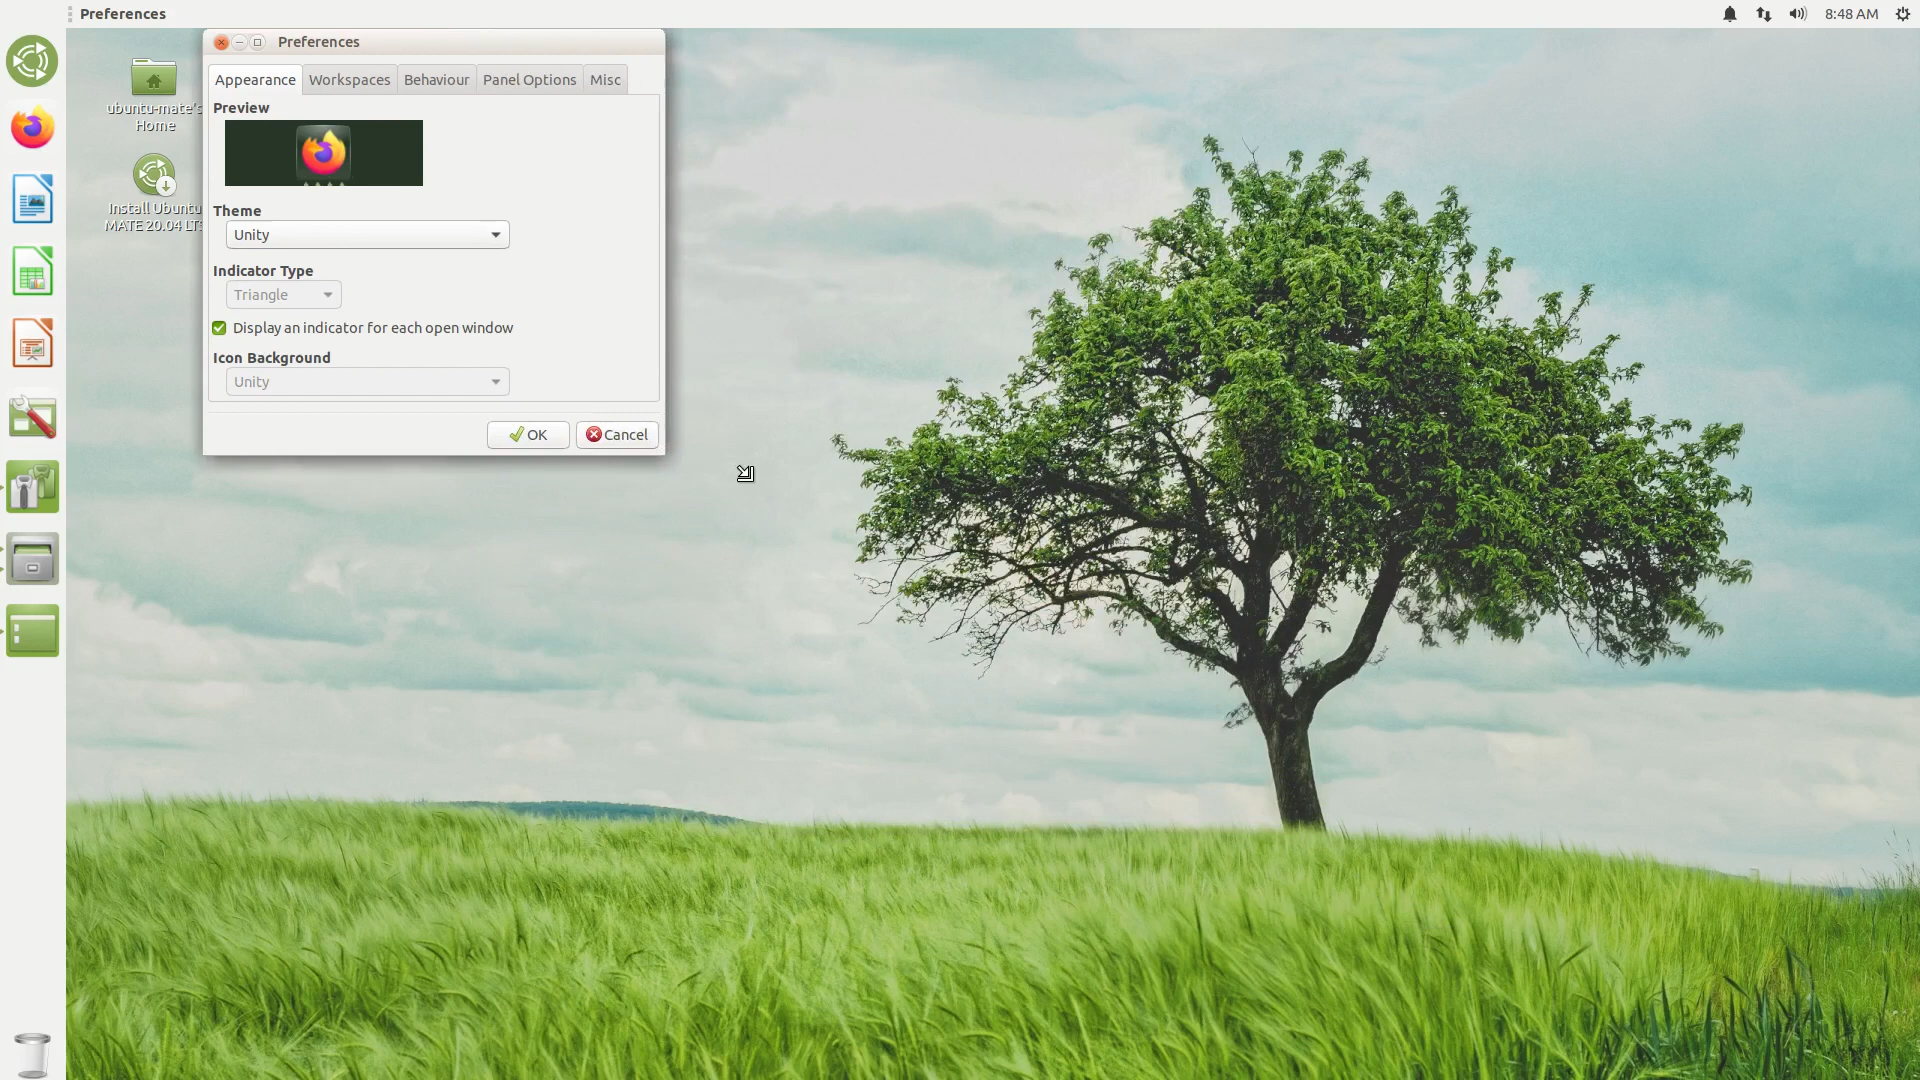 Preferences
8:48 AM
ubuntu-mate's
Home
Install Ubuntu
MATE 20.04 LTS
Preferences
Appearance Workspaces Behaviour Panel Options Misc
Preview
Theme
Unity
Indicator Type
Triangle
Display an indicator for each open window
Icon Background
Unity
OK Cancel